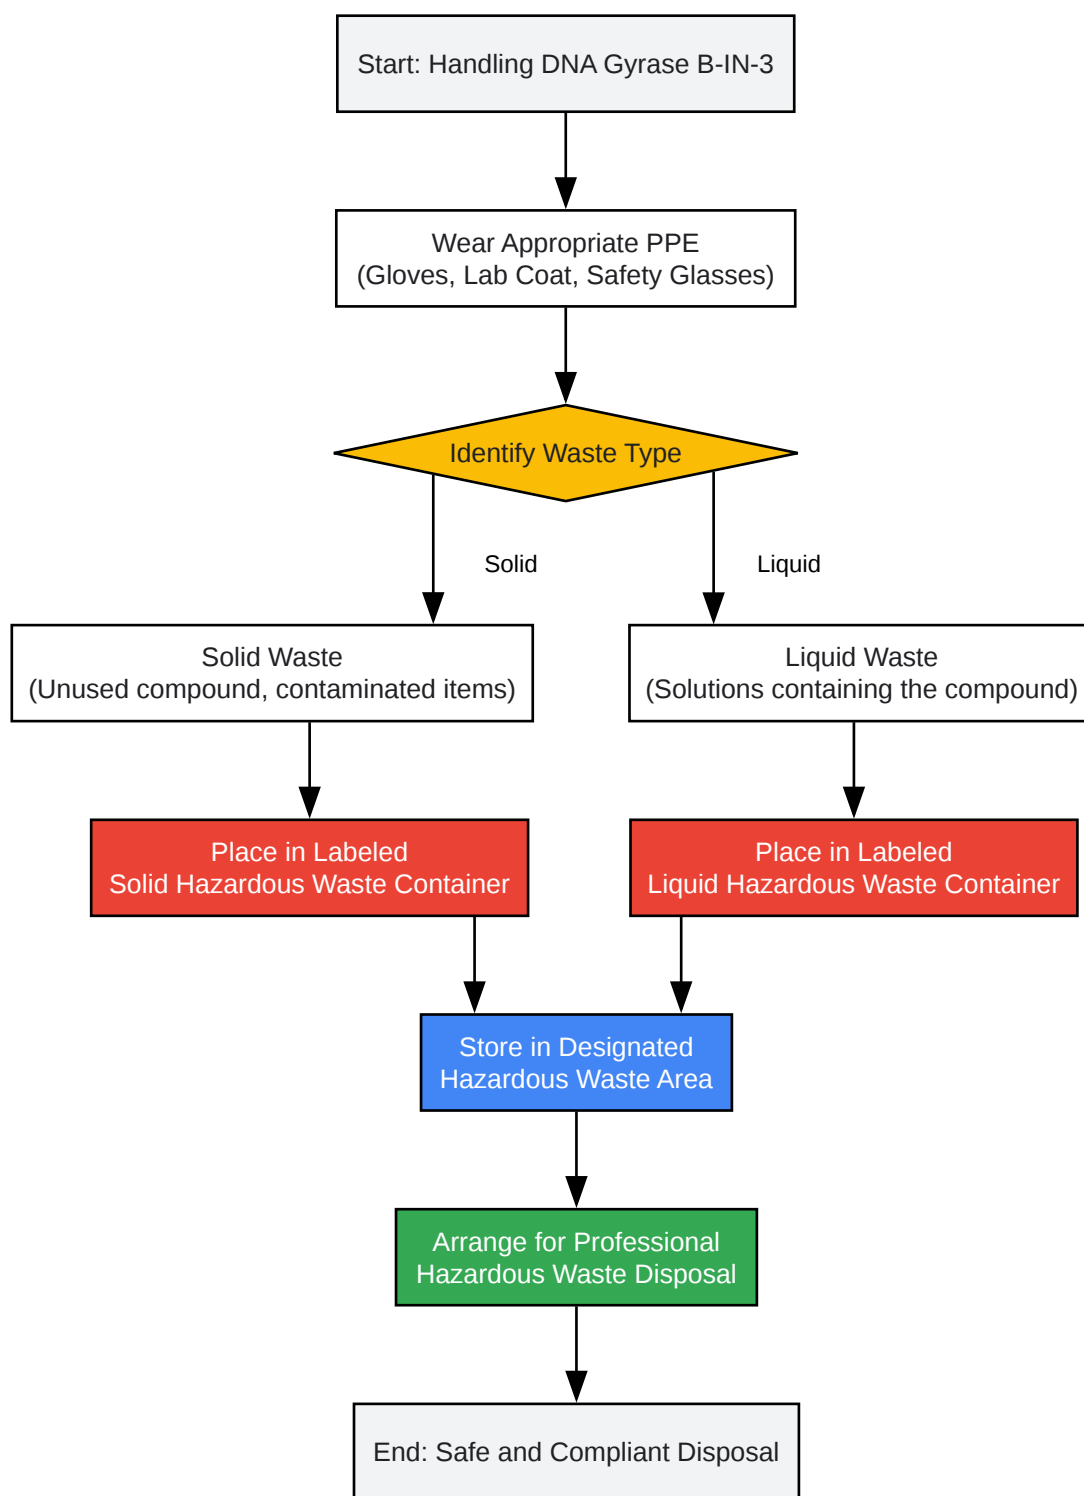 Start: Handling DNA Gyrase B-IN-3
Wear Appropriate PPE
(Gloves, Lab Coat, Safety Glasses)
Identify Waste Type
Solid
Liquid
Solid Waste
(Unused compound, contaminated items)
Liquid Waste
(Solutions containing the compound)
Place in Labeled
Solid Hazardous Waste Container
Place in Labeled
Liquid Hazardous Waste Container
Store in Designated
Hazardous Waste Area
Arrange for Professional
Hazardous Waste Disposal
End: Safe and Compliant Disposal